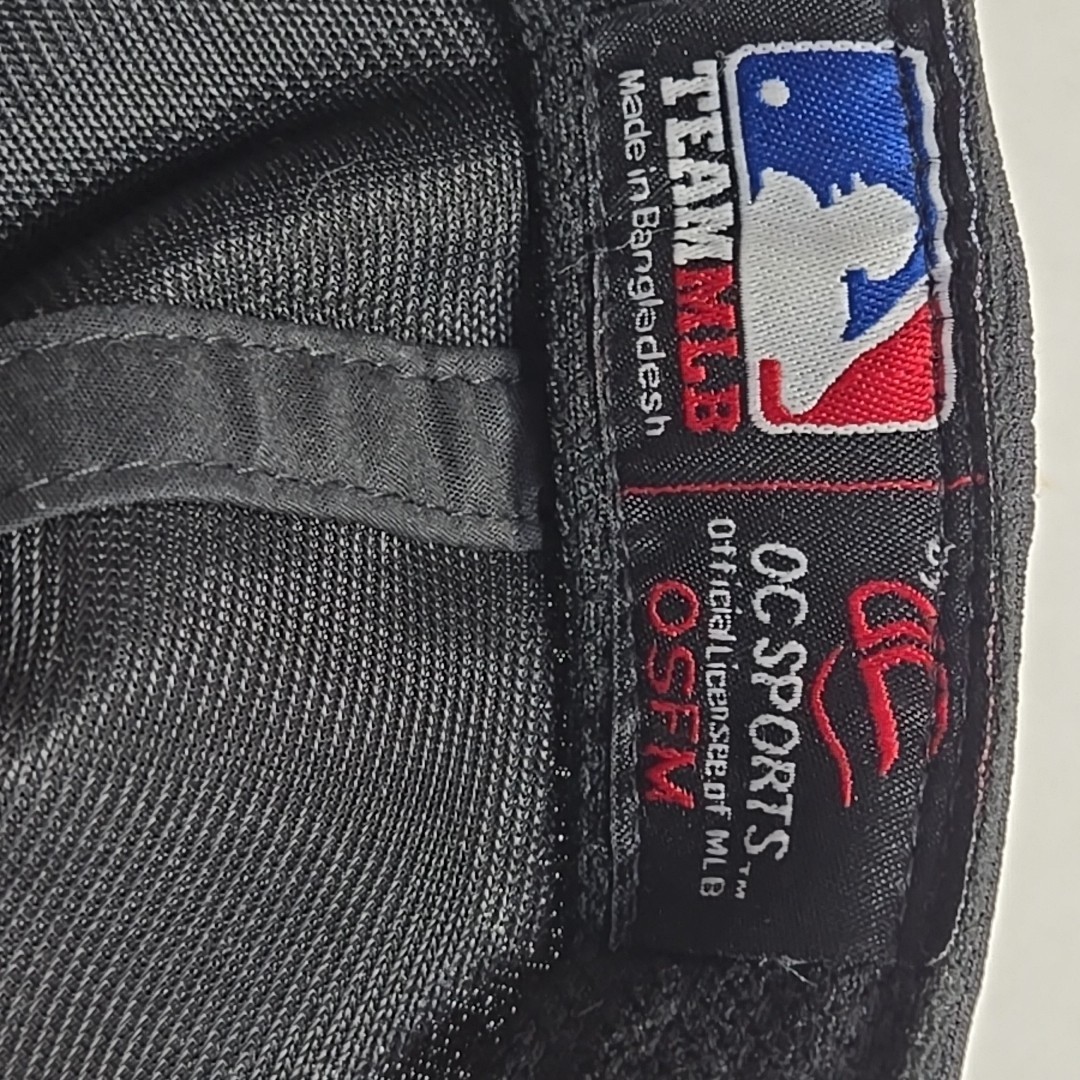 TEAM MLB
Made in Bangladesh
OC SPORTS™
Official Licensee of MLB
OSFM